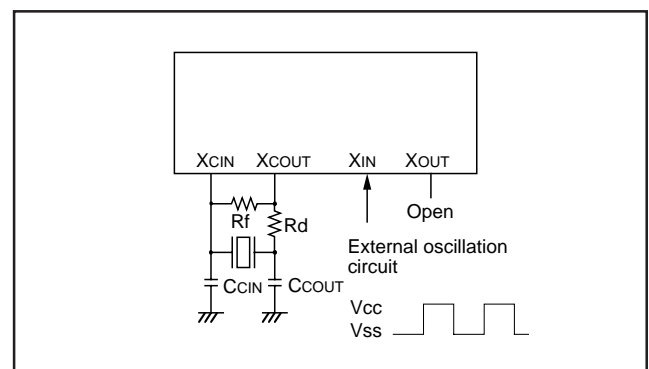 XCIN XCOUT XIN XOUT
Rf
Rd
Open
External oscillation
circuit
CCIN CCOUT
Vcc
Vss